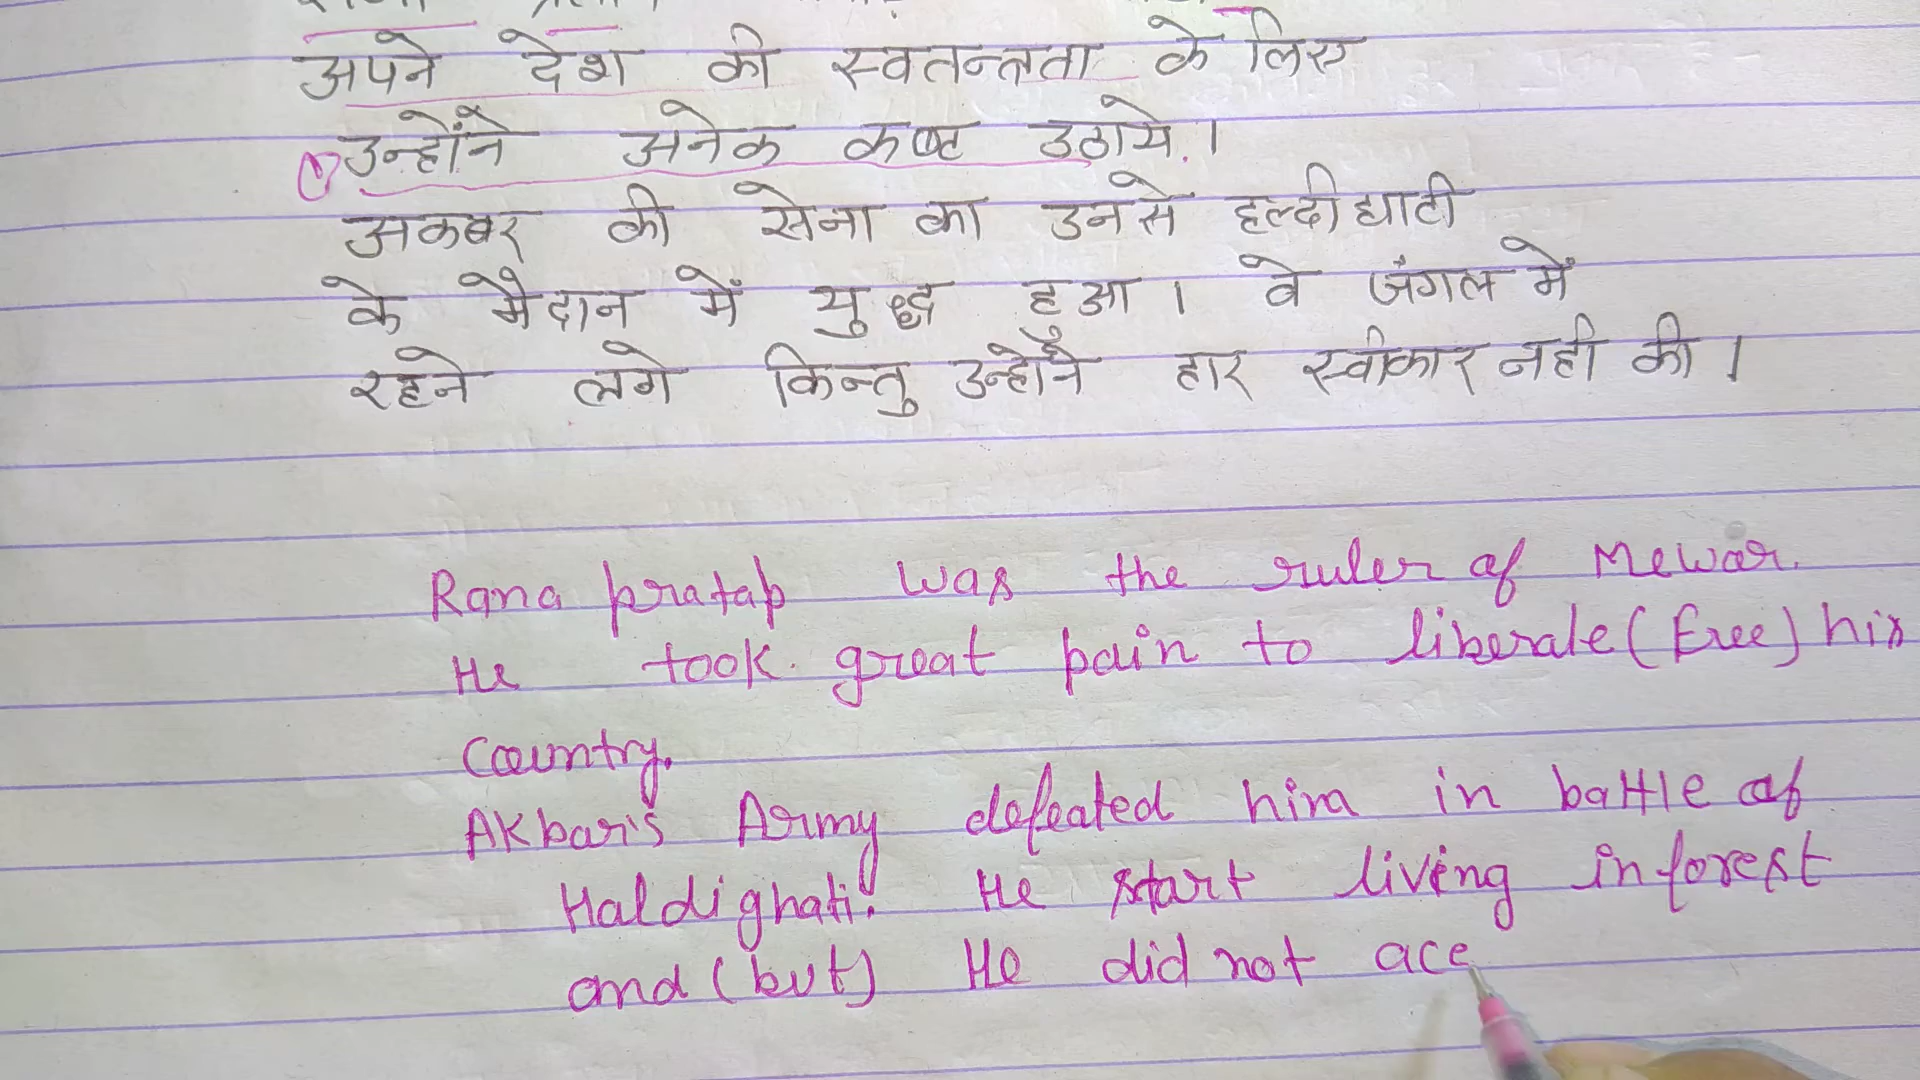 अपने देश की स्वतन्त्रता के लिए
उन्होंने अनेक कष्ट उठाये।
अकबर की सेना का उनसे हल्दीघाटी
के मैदान में युद्ध हुआ। वे जंगल में
रहने लगे किन्तु उन्होंने हार स्वीकार नही की।
Rana pratap was the ruler of Mewar.
He took great pain to liberate (free) his
Country.
Akbar's Army defeated him in battle of
Haldighati. He start living in forest
and (but) He did not acc